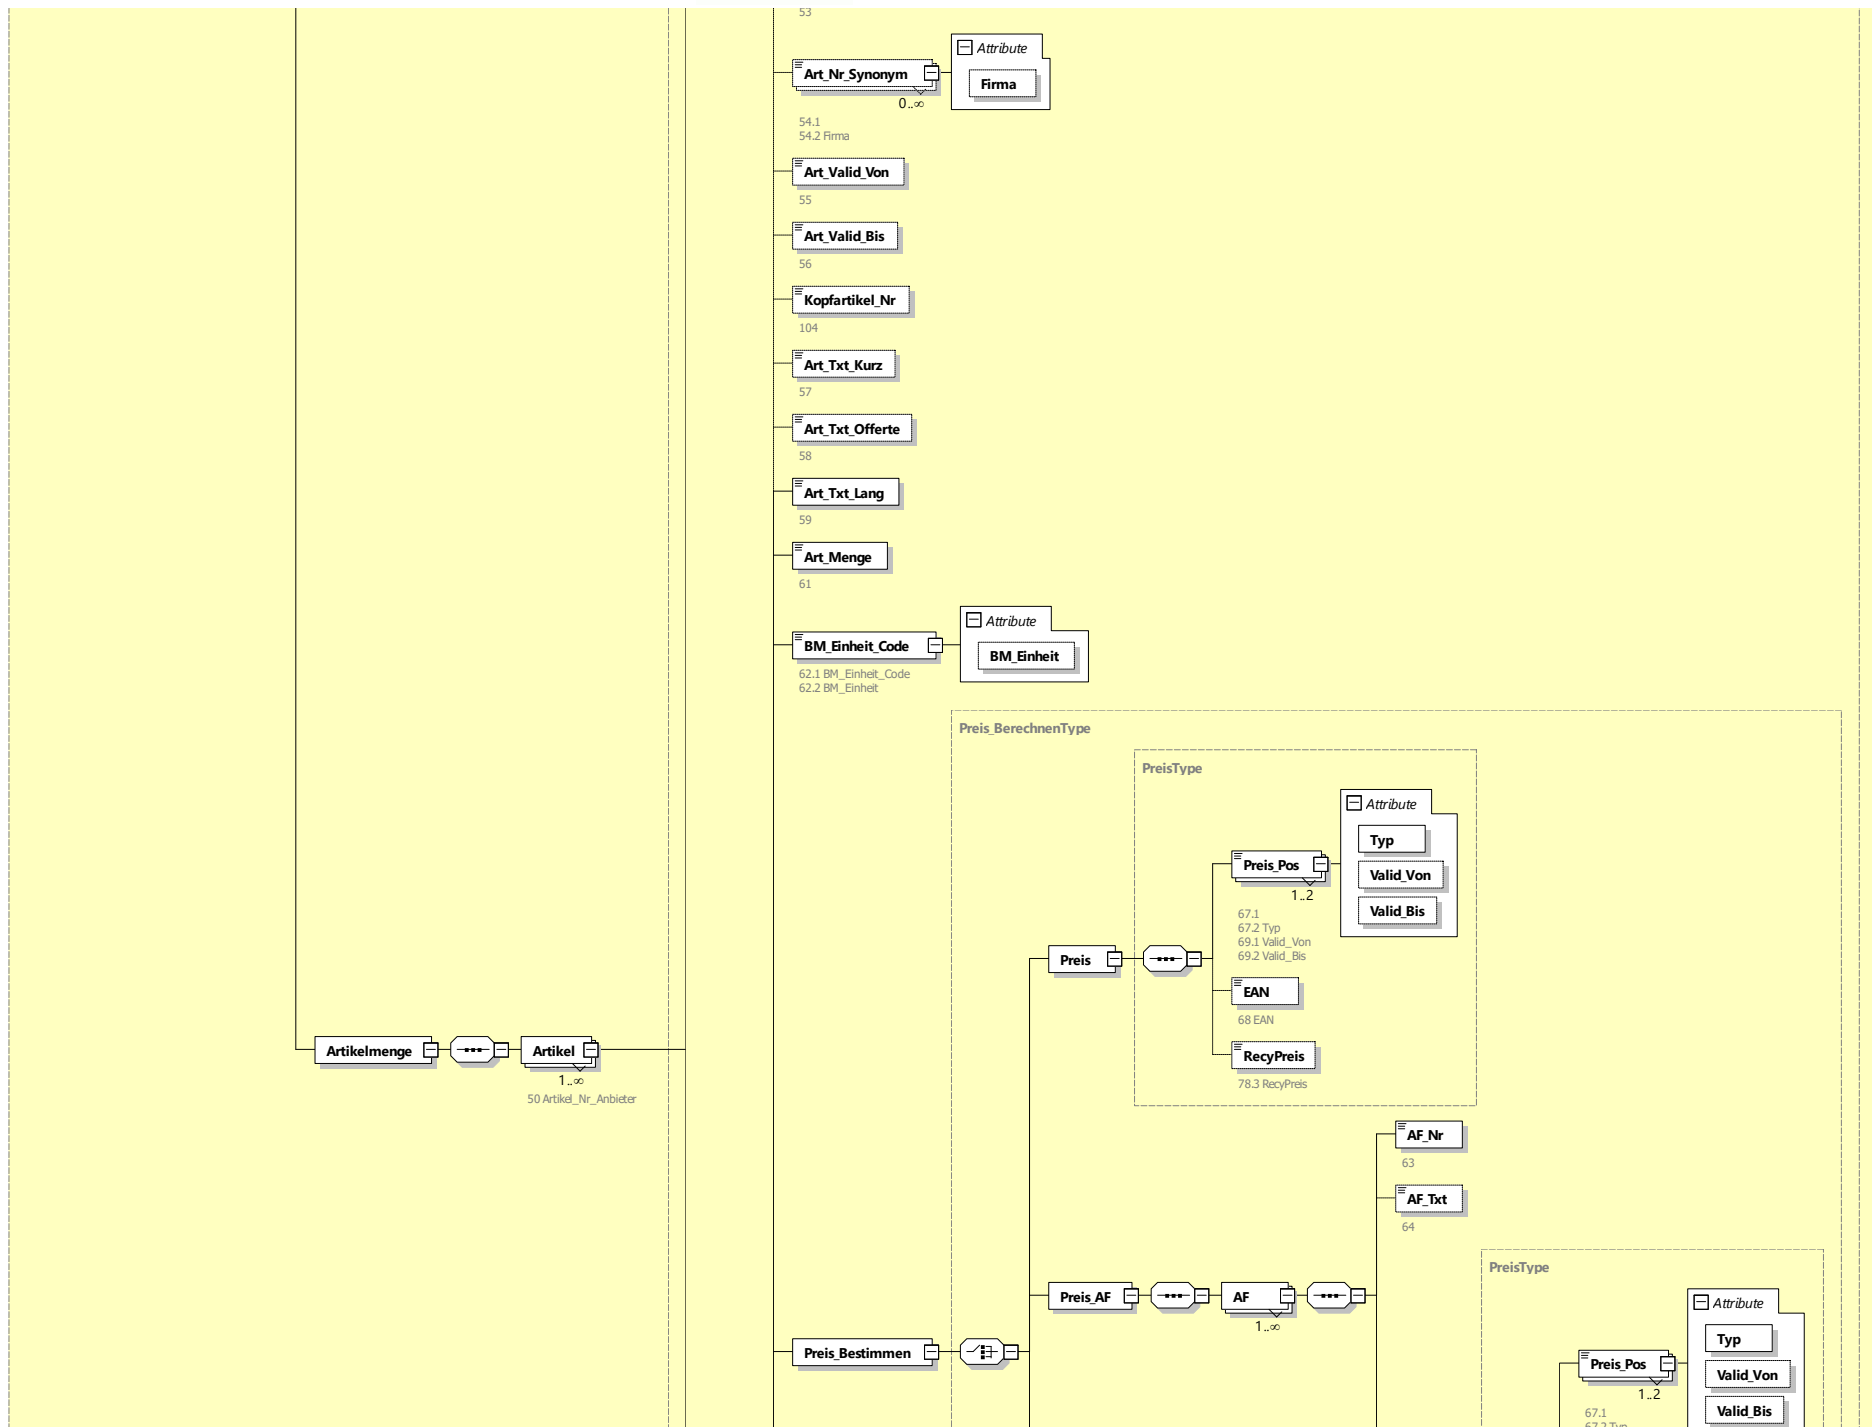 53
Attribute
Art_Nr_Synonym
Firma
0..∞
54.1
54.2 Firma
Art_Valid_Von
55
Art_Valid_Bis
56
Kopfartikel_Nr
104
Art_Txt_Kurz
57
Art_Txt_Offerte
58
Art_Txt_Lang
59
Art_Menge
61
Attribute
BM_Einheit_Code
BM_Einheit
62.1 BM_Einheit_Code
62.2 BM_Einheit
Preis_BerechnenType
PreisType
Attribute
Typ
Preis_Pos
Valid_Von
1..2
Valid_Bis
67.1
67.2 Typ
69.1 Valid_Von
69.2 Valid_Bis
Preis
EAN
68 EAN
RecyPreis
78.3 RecyPreis
Artikelmenge
Artikel
1..∞
50 Artikel_Nr_Anbieter
AF_Nr
63
AF_Txt
64
PreisType
Preis_AF
AF
1..∞
Attribute
Typ
Preis_Bestimmen
Preis_Pos
Valid_Von
1..2
Valid_Bis
67.1
67.2 Typ